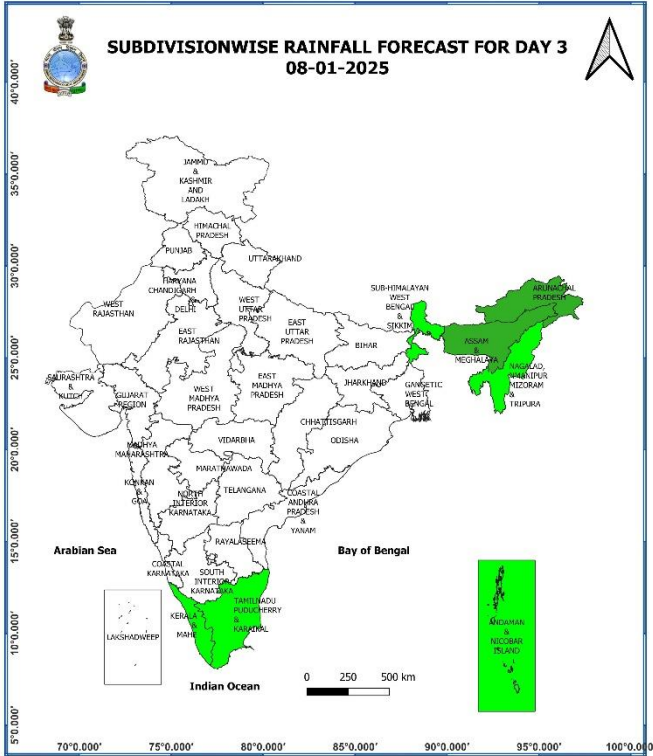 SUBDIVISIONWISE RAINFALL FORECAST FOR DAY 3
08-01-2025
40°0.000'
35°0.000'
30°0.000'
25°0.000'
20°0.000'
15°0.000'
10°0.000'
5°0.000'
JAMMU
&
KASHMIR
AND
LADAKH
HIMACHAL
PRADESH
PUNJAB
UTTARAKHAND
HARYANA
CHANDIGARH
&
DELHI
WEST
RAJASTHAN
WEST
UTTAR
PRADESH
EAST
RAJASTHAN
EAST
UTTAR
PRADESH
SUB-HIMALAYAN
WEST
BENGAL
&
SIKKIM
ARUNACHAL
PRADESH
BIHAR
ASSAM
&
MEGHALAYA
NAGALAD,
MANIPUR
MIZORAM
&
TRIPURA
SAURASHTRA
&
KUTCH
GUJARAT
REGION
WEST
MADHYA
PRADESH
EAST
MADHYA
PRADESH
JHARKHAND
GANGETIC
WEST
BENGAL
CHHATTISGARH
ODISHA
VIDARBHA
MADHYA
MAHARASHTRA
MARATHAWADA
KONKAN
&
GOA
NORTH
INTERIOR
KARNATAKA
TELANGANA
COASTAL
ANDHRA
PRADESH
&
YANAM
RAYALASEEMA
Arabian Sea
Bay of Bengal
COASTAL
KARNATAKA
SOUTH
INTERIOR
KARNATAKA
TAMILNADU
PUDUCHERRY
&
KARAIKAL
KERALA
&
MAHE
LAKSHADWEEP
ANDAMAN
&
NICOBAR
ISLAND
Indian Ocean
0 250 500 km
70°0.000' 75°0.000' 80°0.000' 85°0.000' 90°0.000' 95°0.000' 100°0.000'